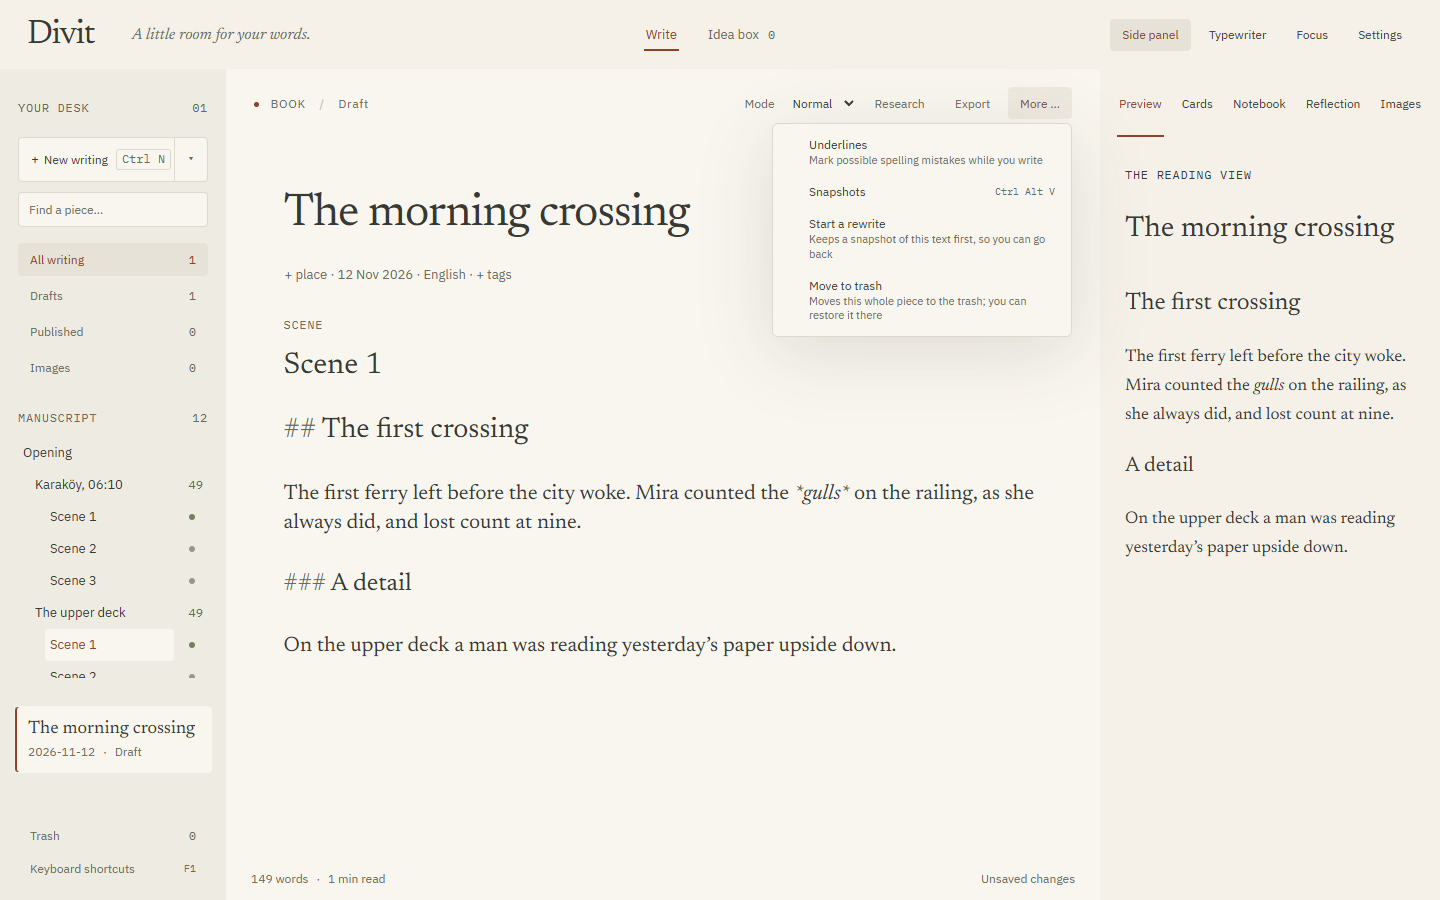 Divit
A little room for your words.
Write
Idea box 0
Side panel
Typewriter
Focus
Settings
YOUR DESK 01
+ New writing Ctrl N
Find a piece...
All writing 1
Drafts 1
Published 0
Images 0
MANUSCRIPT 12
Opening
Karaköy, 06:10 49
Scene 1
Scene 2
Scene 3
The upper deck 49
Scene 1
Scene 2
The morning crossing
2026-11-12 · Draft
Trash 0
Keyboard shortcuts F1
BOOK / Draft
Mode Normal
Research
Export
More ...
Underlines
Mark possible spelling mistakes while you write
Snapshots Ctrl Alt V
Start a rewrite
Keeps a snapshot of this text first, so you can go
back
Move to trash
Moves this whole piece to the trash; you can
restore it there
The morning crossing
+ place · 12 Nov 2026 · English · + tags
SCENE
Scene 1
## The first crossing
The first ferry left before the city woke. Mira counted the *gulls* on the railing, as she
always did, and lost count at nine.
### A detail
On the upper deck a man was reading yesterday’s paper upside down.
149 words · 1 min read
Unsaved changes
Preview
Cards
Notebook
Reflection
Images
THE READING VIEW
The morning crossing
The first crossing
The first ferry left before the city woke.
Mira counted the gulls on the railing, as
she always did, and lost count at nine.
A detail
On the upper deck a man was reading
yesterday’s paper upside down.